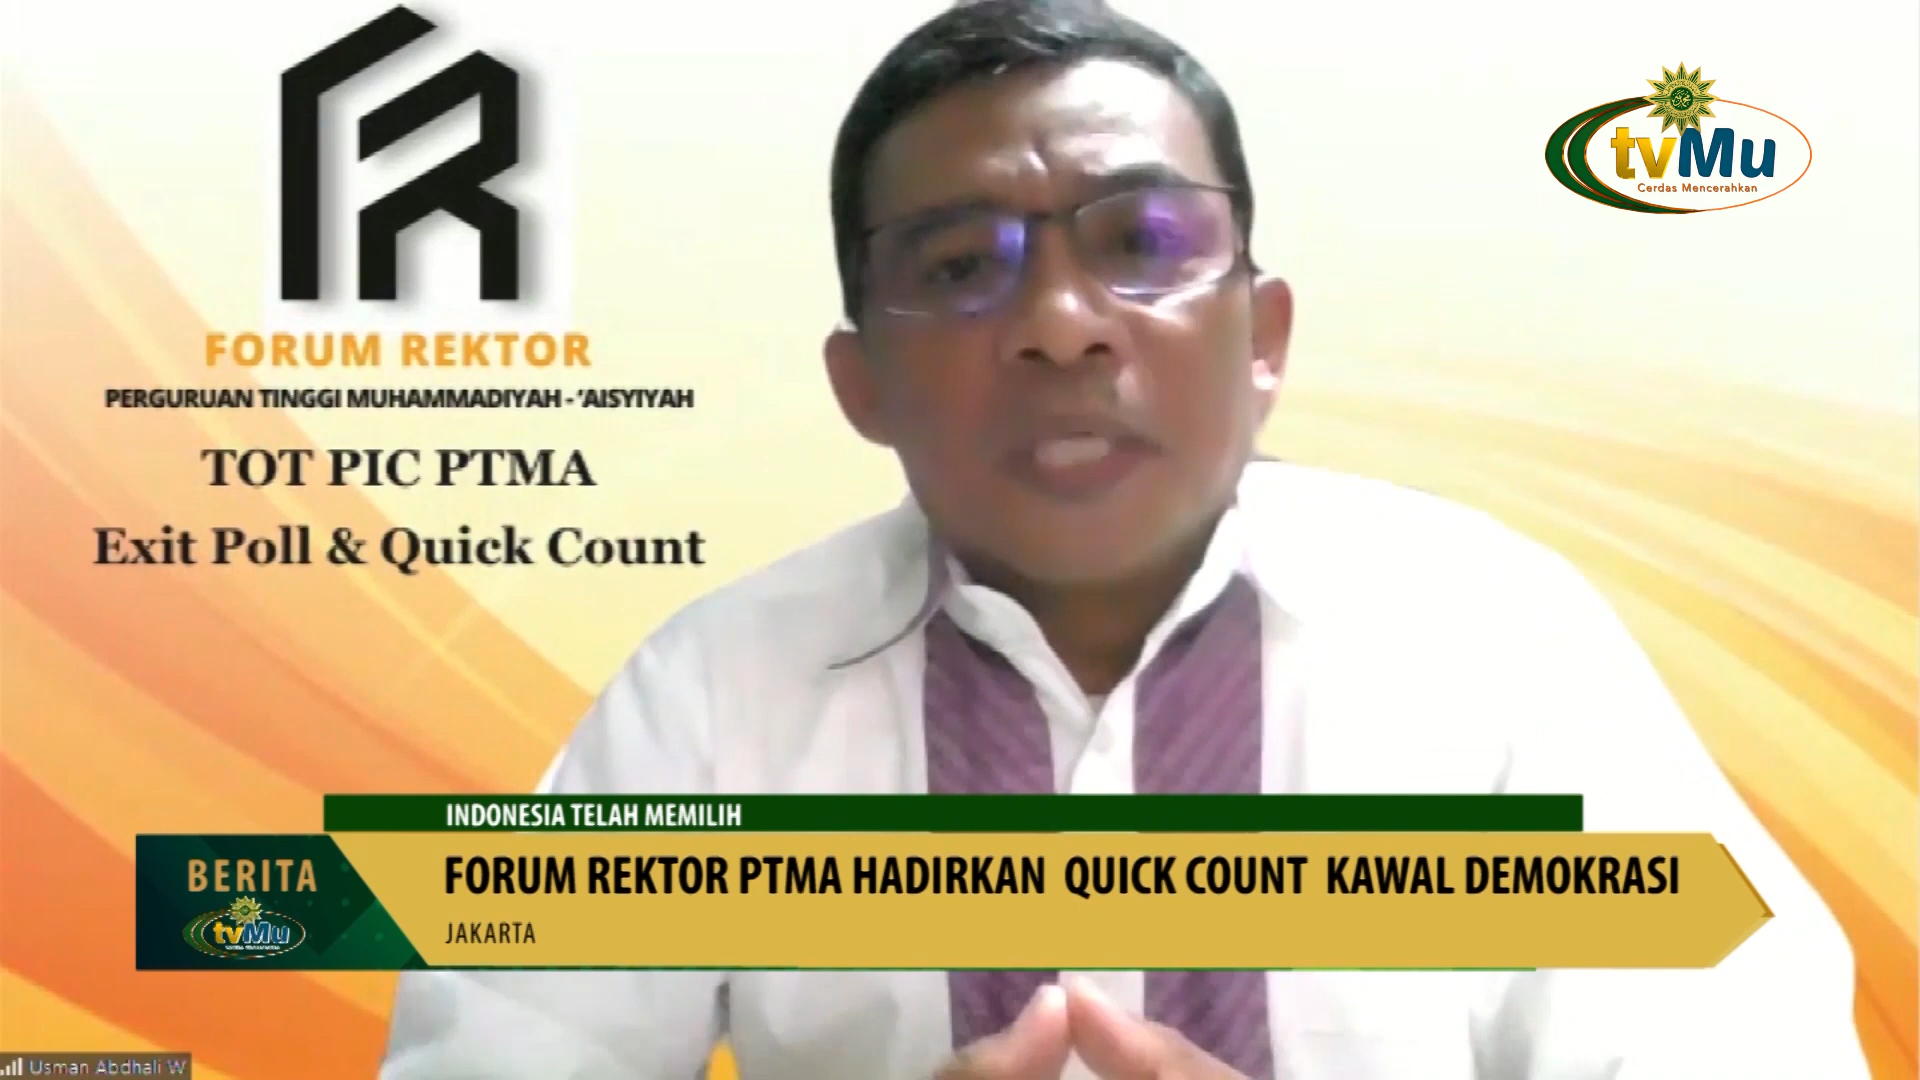 FORUM REKTOR
PERGURUAN TINGGI MUHAMMADIYAH - 'AISYIYAH
TOT PIC PTMA
Exit Poll & Quick Count
tvMu
Cerdas Mencerahkan
INDONESIA TELAH MEMILIH
BERITA
tvMu
FORUM REKTOR PTMA HADIRKAN QUICK COUNT KAWAL DEMOKRASI
JAKARTA
Usman Abdhali W